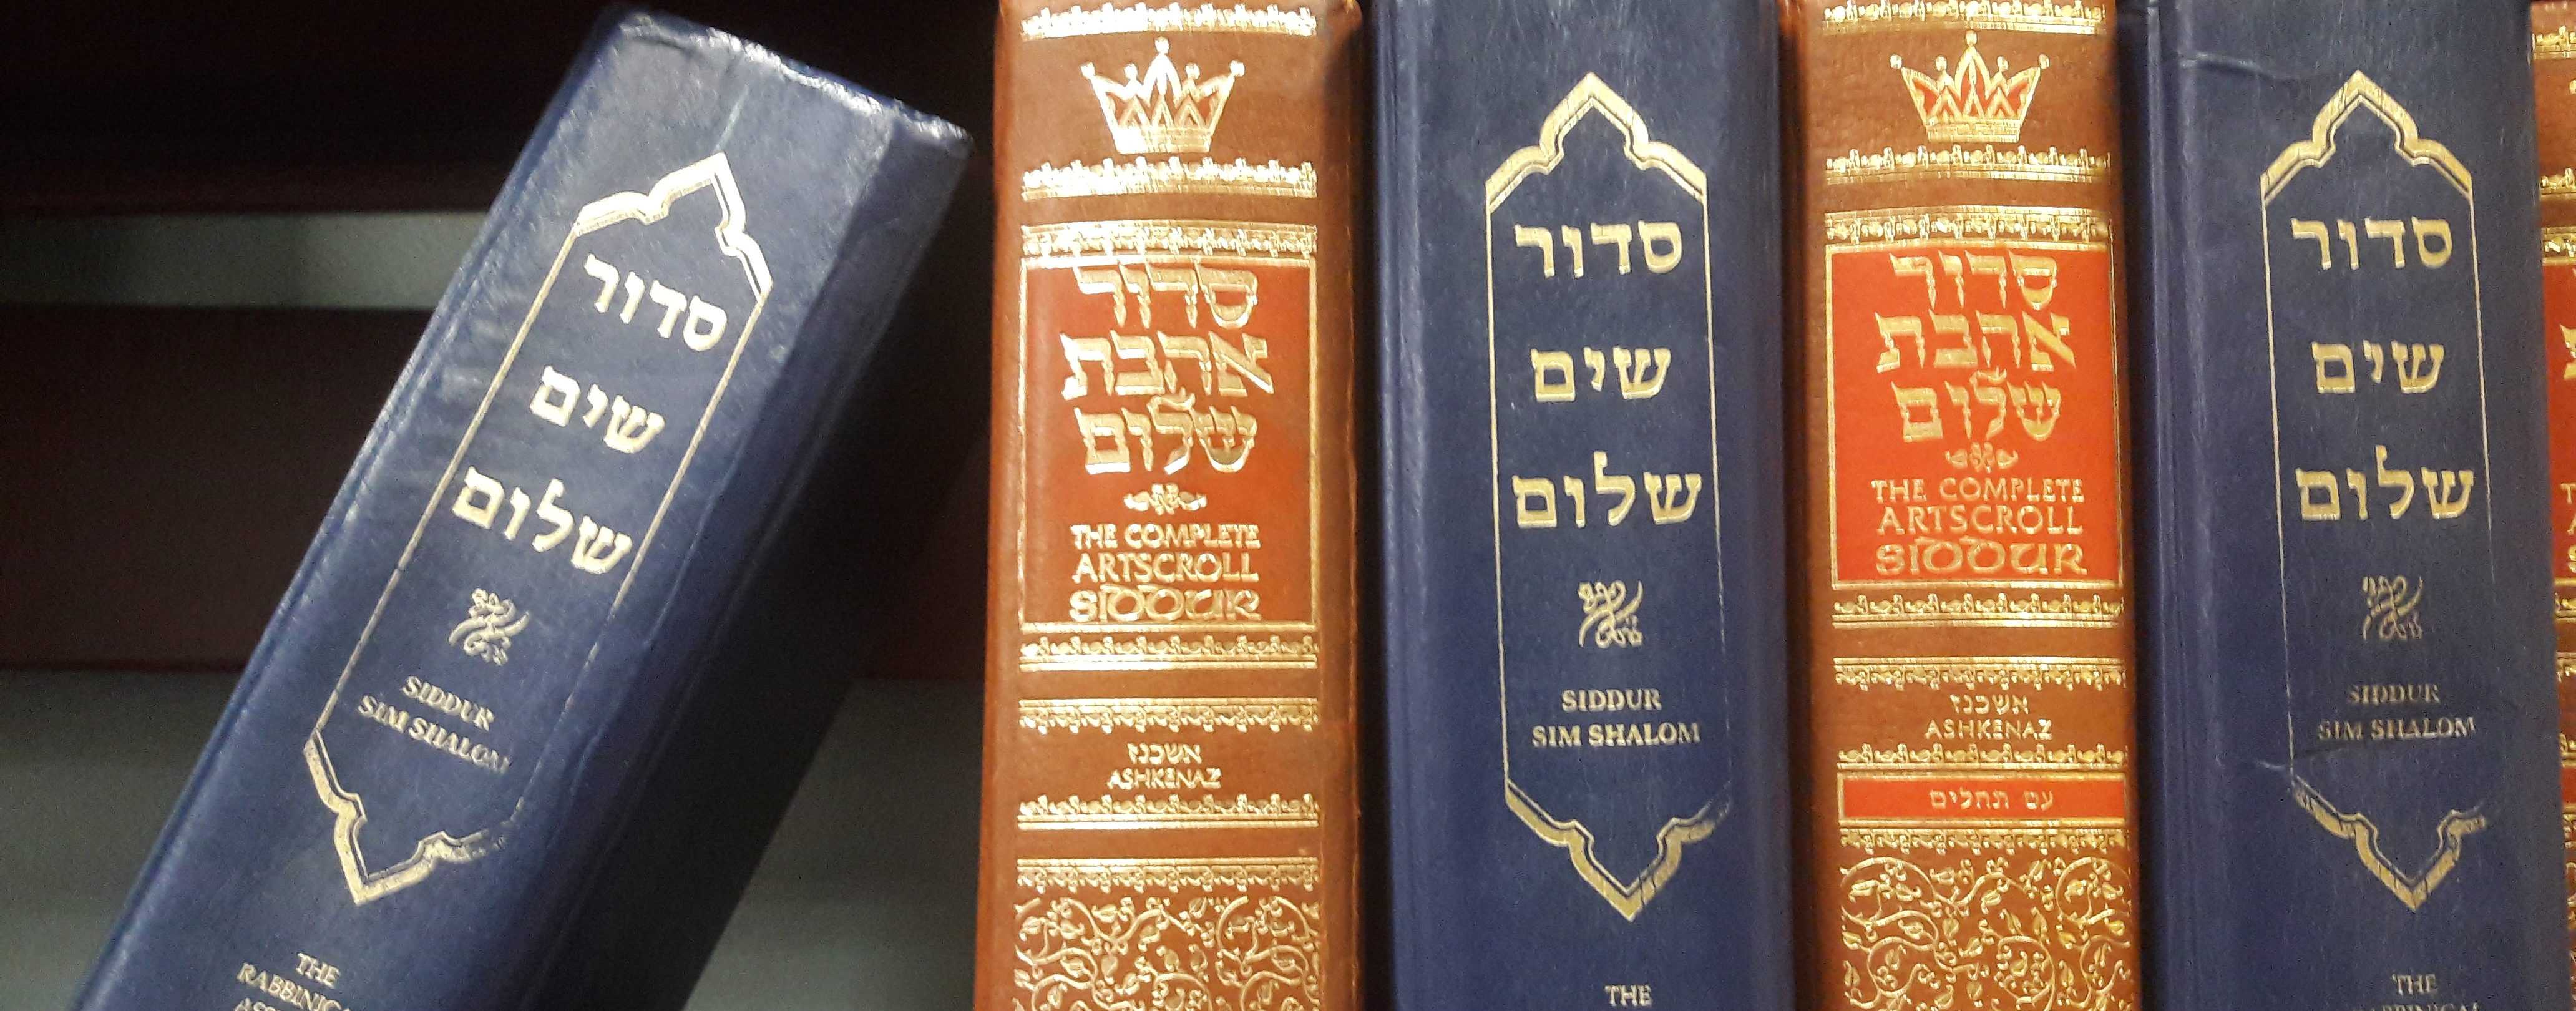 סדור
שים
שלום
SIDDUR
SIM SHALOM
THE
RABBINICA
סדור
אהבת
שלום
THE COMPLETE
ARTSCROLL
SIDDUR
אשכנז
ASHKENAZ
סדור
שים
שלום
SIDDUR
SIM SHALOM
THE
סדור
אהבת
שלום
THE COMPLETE
ARTSCROLL
SIDDUR
אשכנז
ASHKENAZ
עם תהלים
סדור
שים
שלום
SIDDUR
SIM SHALOM
THE